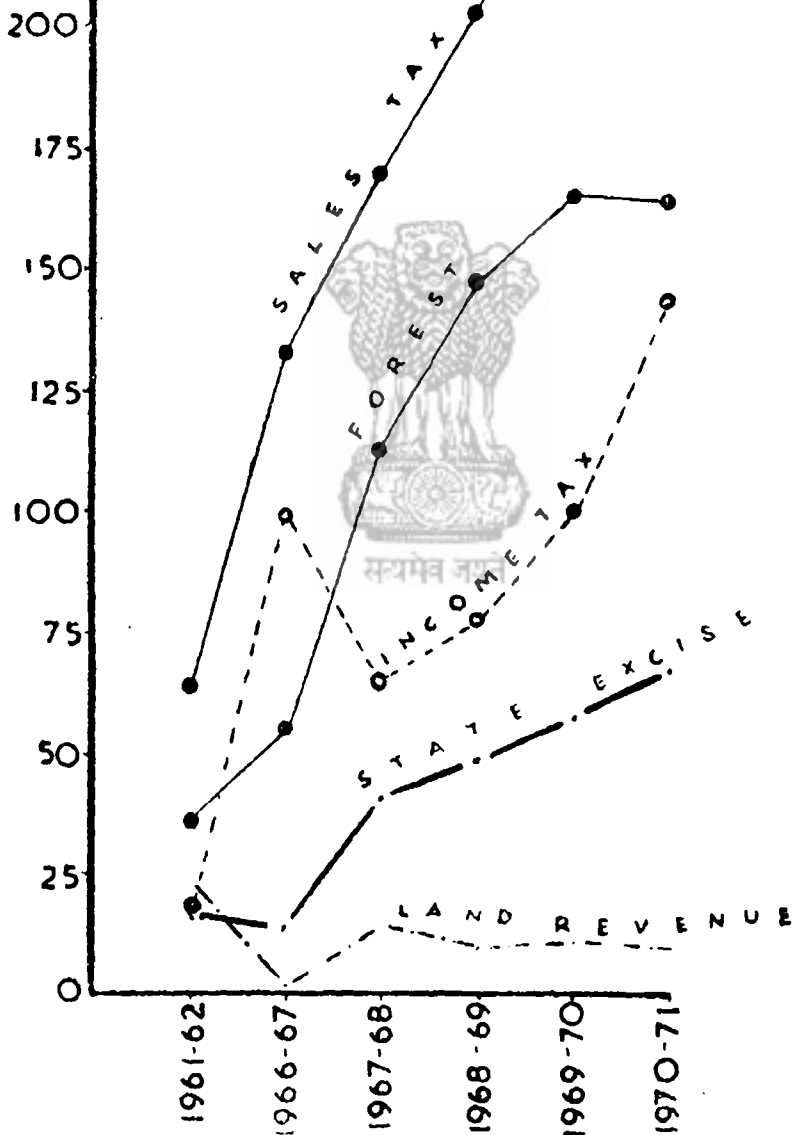 200
175
150
125
100
75
50
25
0
SALES TAX
FOREST
INCOME TAX
STATE EXCISE
LAND REVENUE
सत्यमेव जयते
1961-62
1966-67
1967-68
1968-69
1969-70
1970-71